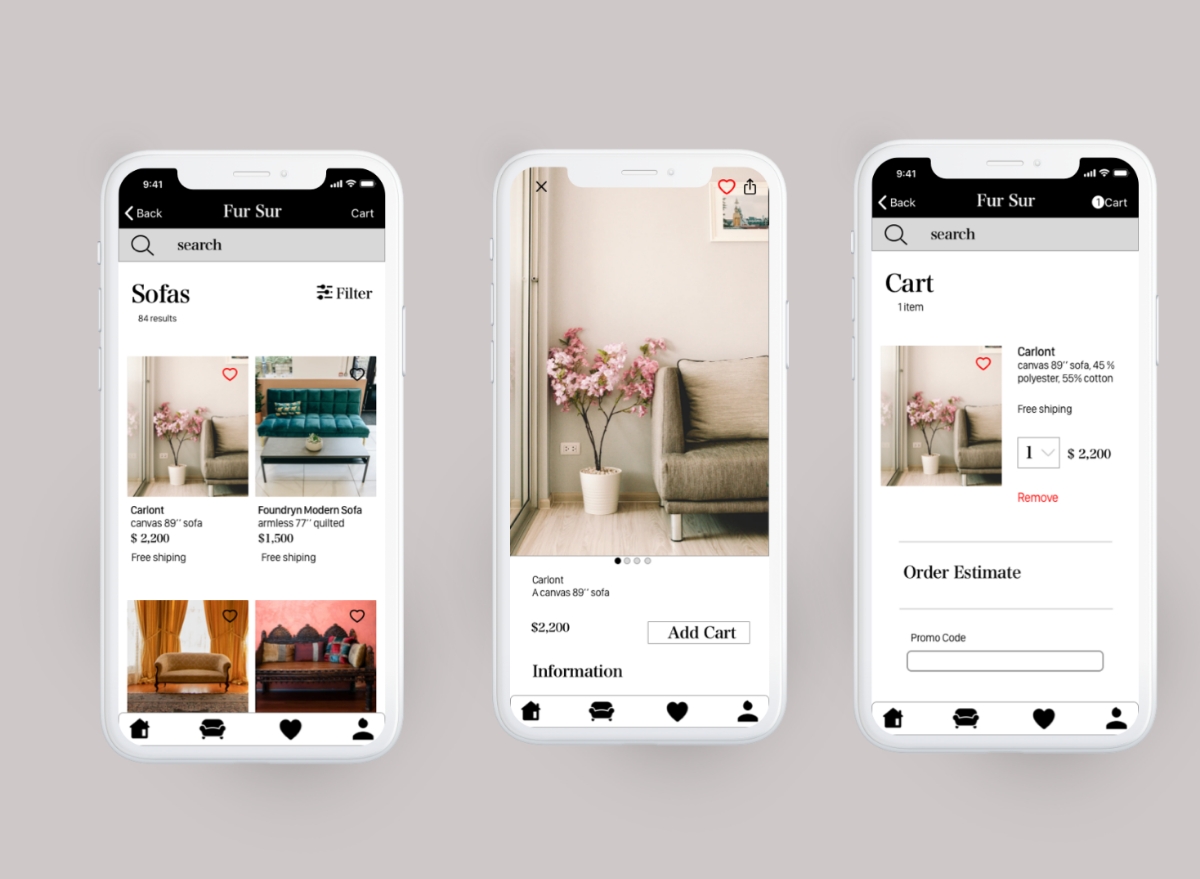 9:41
Back
Fur Sur
Cart
search
Sofas
Filter
84 results
Carlont
canvas 89’’ sofa
$ 2,200
Free shiping
Foundryn Modern Sofa
armless 77’’ quilted
$1,500
Free shiping
Carlont
A canvas 89’’ sofa
$2,200
Add Cart
Information
9:41
Back
Fur Sur
1
Cart
search
Cart
1 item
Carlont
canvas 89’’ sofa, 45 %
polyester, 55% cotton
Free shiping
1
$ 2,200
Remove
Order Estimate
Promo Code